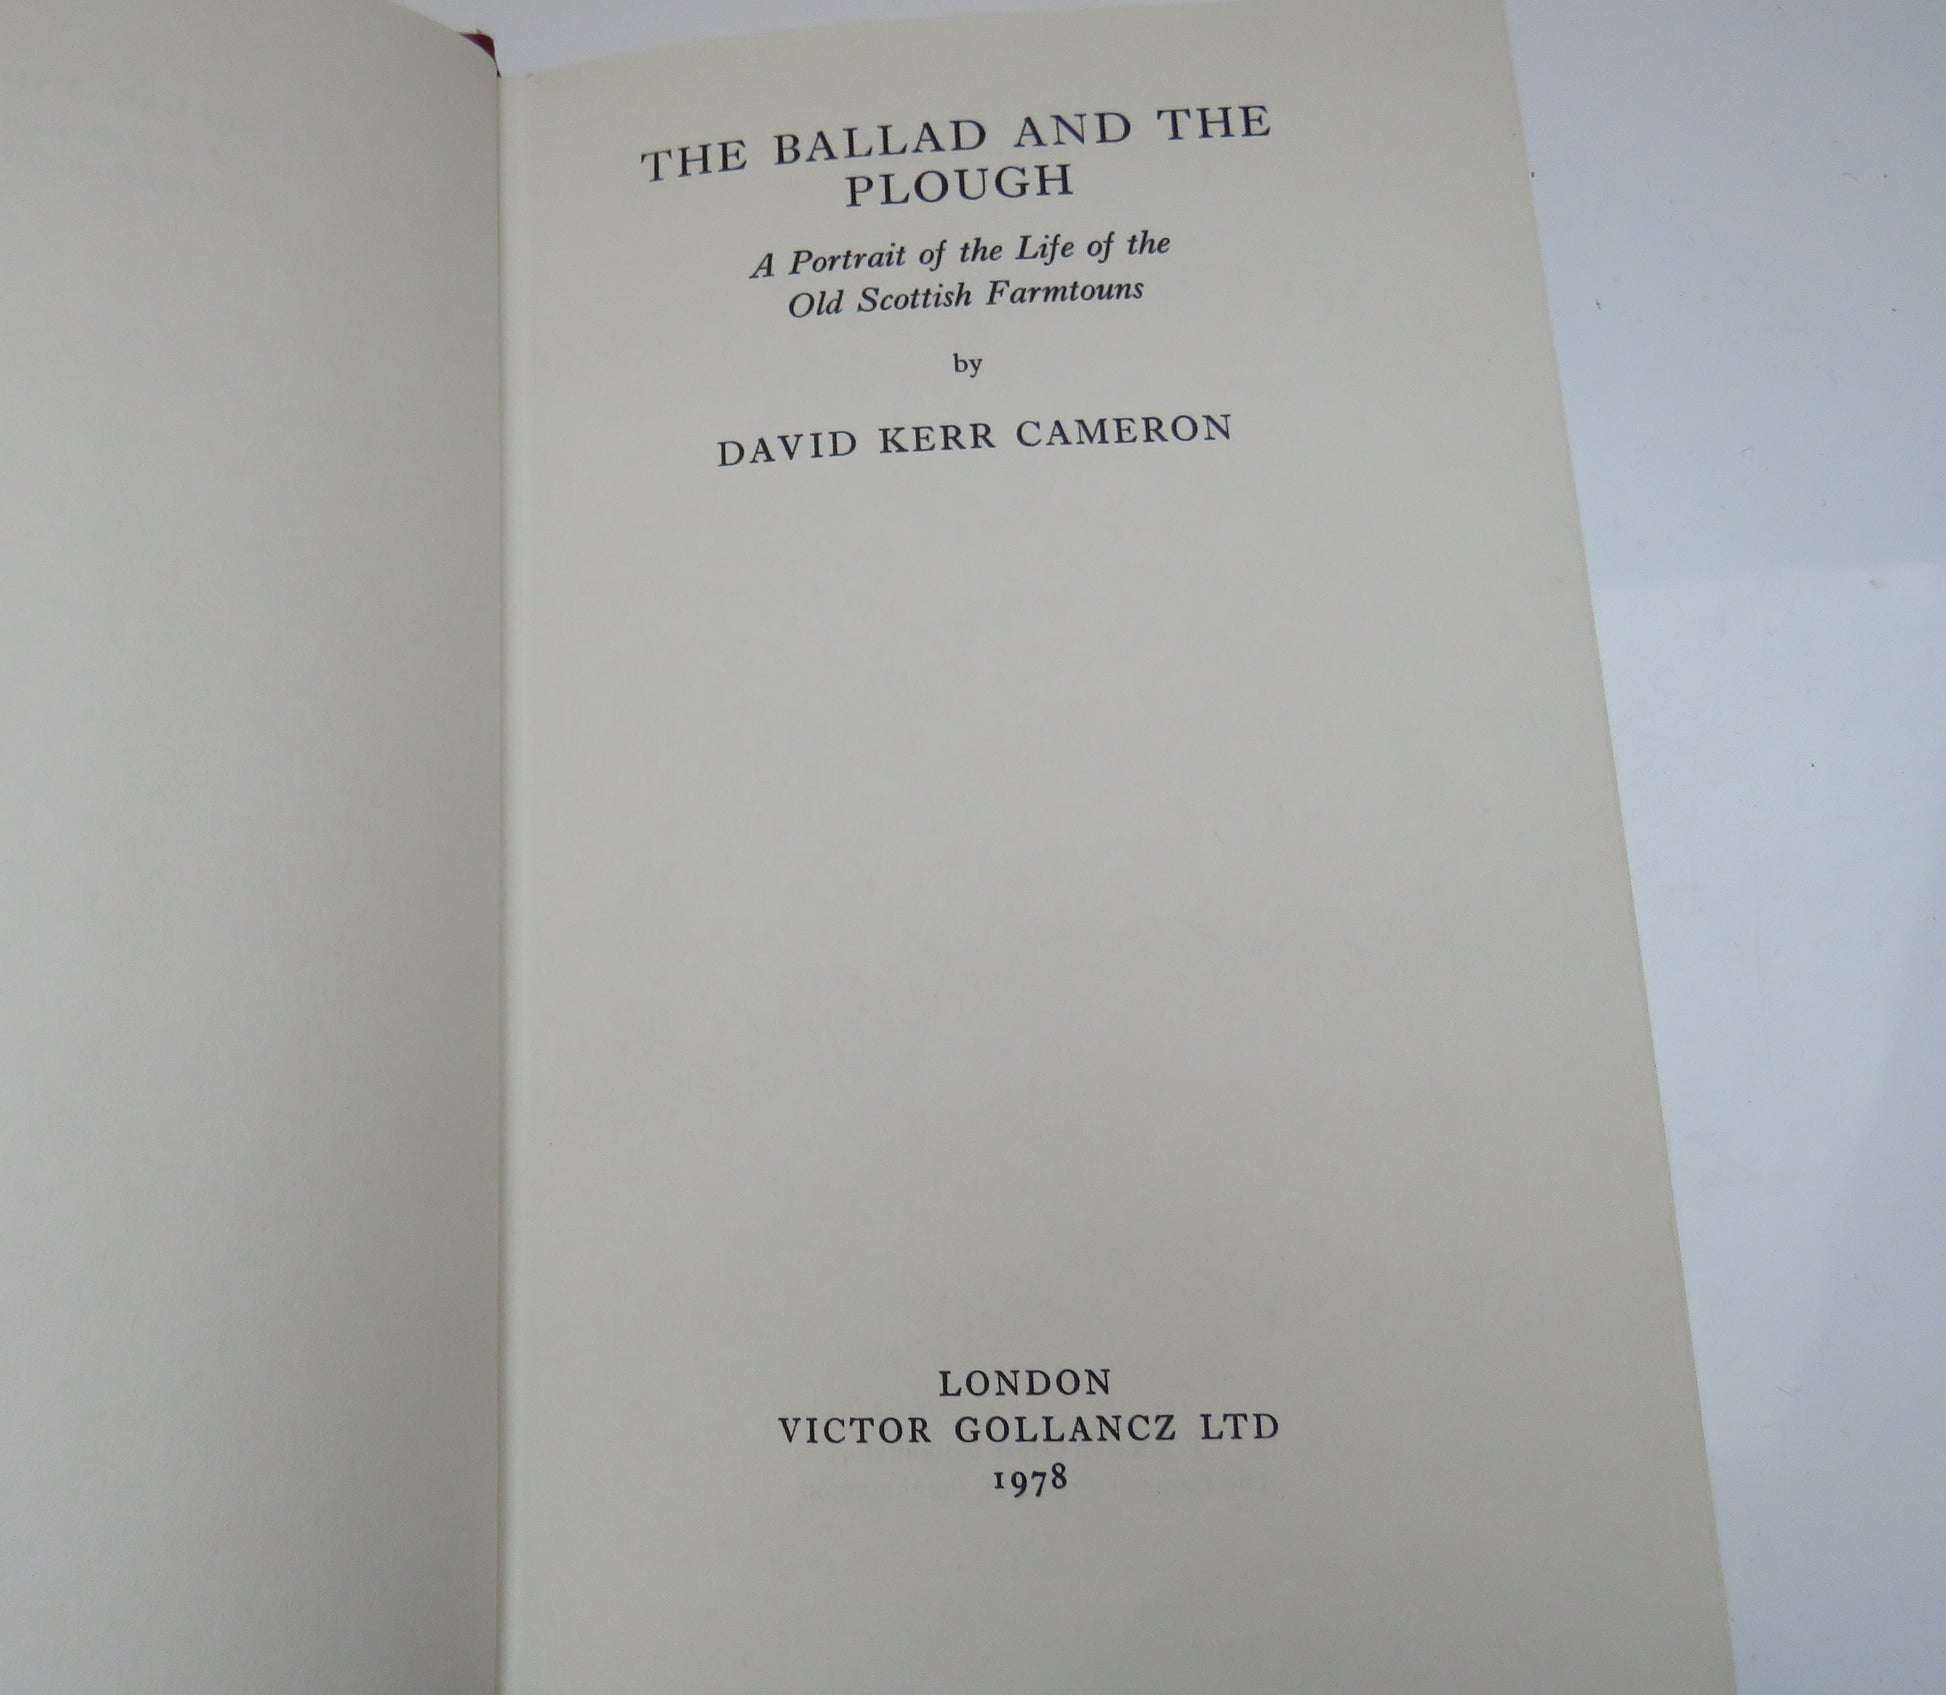 THE BALLAD AND THE
PLOUGH
A Portrait of the Life of the
Old Scottish Farmtouns
by
DAVID KERR CAMERON
LONDON
VICTOR GOLLANCZ LTD
1978